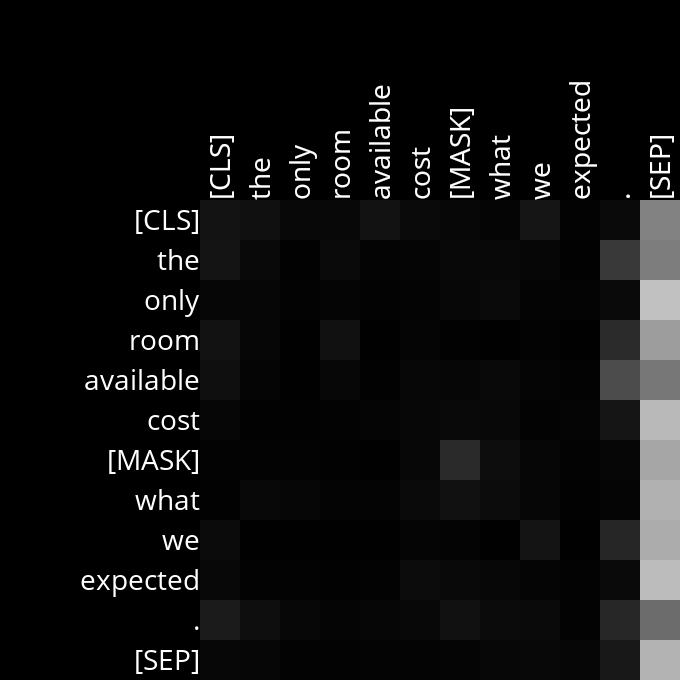 [CLS] the only room available cost [MASK] what we expected . [SEP]
[CLS]
the
only
room
available
cost
[MASK]
what
we
expected
.
[SEP]